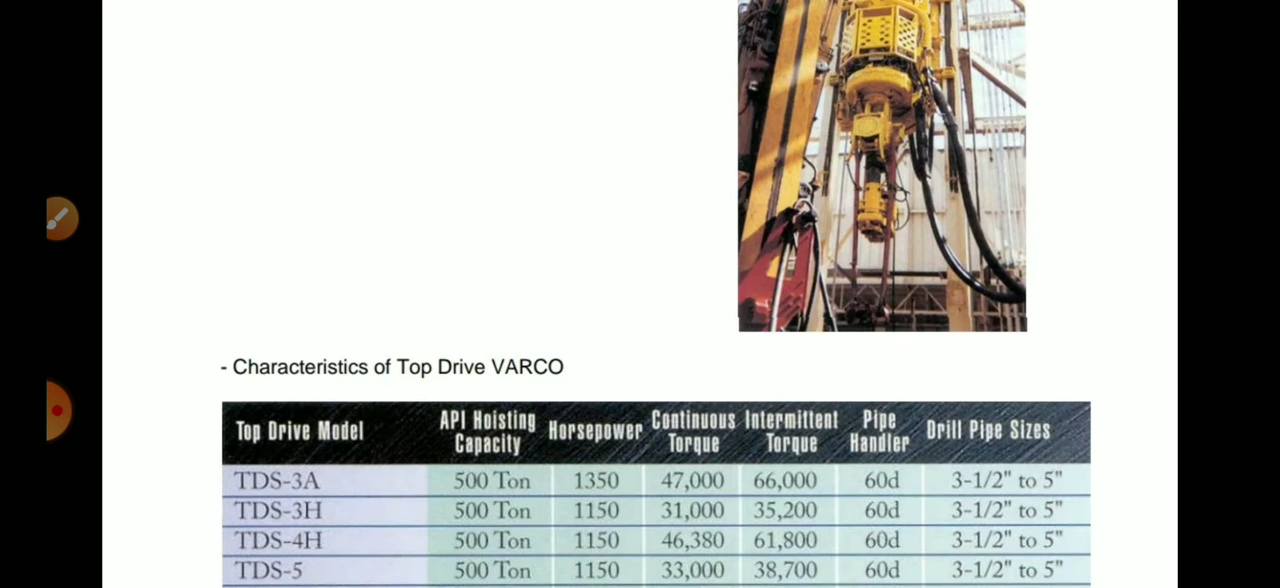 - Characteristics of Top Drive VARCO
Top Drive Model API Hoisting Capacity Horsepower Continuous Torque Intermittent Torque Pipe Handler Drill Pipe Sizes
TDS-3A 500 Ton 1350 47,000 66,000 60d 3-1/2" to 5"
TDS-3H 500 Ton 1150 31,000 35,200 60d 3-1/2" to 5"
TDS-4H 500 Ton 1150 46,380 61,800 60d 3-1/2" to 5"
TDS-5 500 Ton 1150 33,000 38,700 60d 3-1/2" to 5"